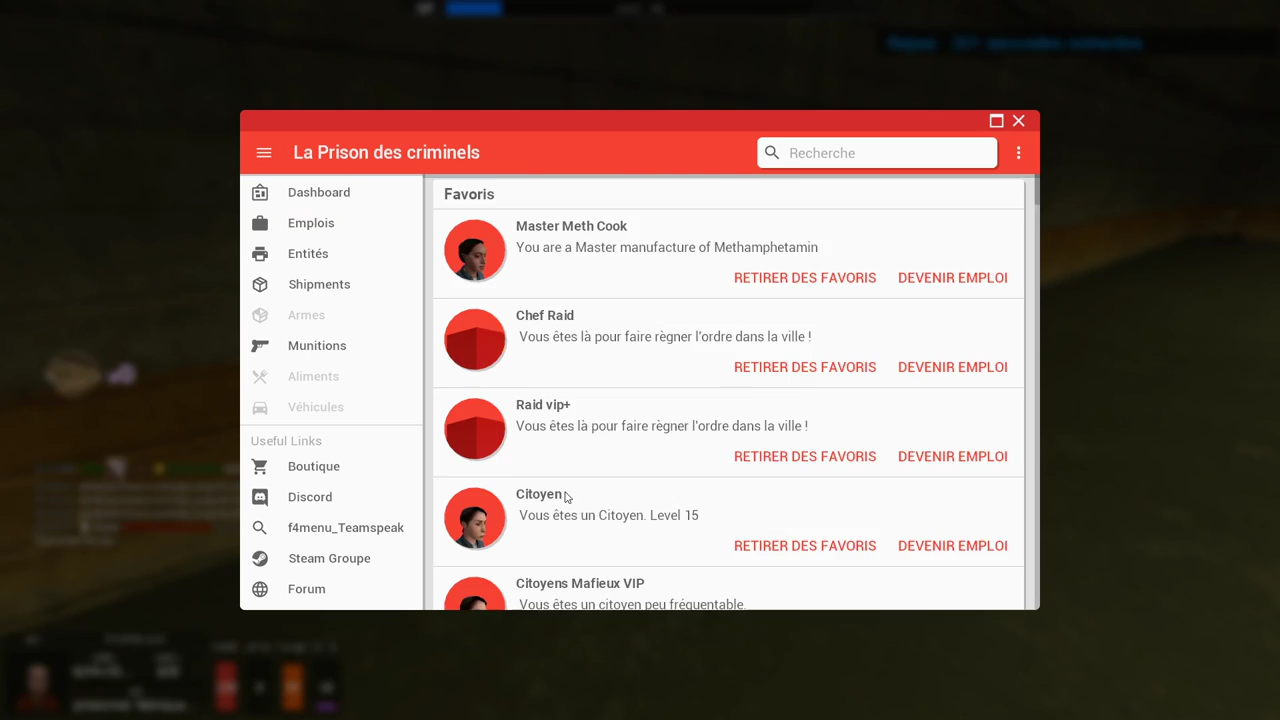 La Prison des criminels
Recherche
Dashboard
Emplois
Entités
Shipments
Armes
Munitions
Aliments
Véhicules
Useful Links
Boutique
Discord
f4menu_Teamspeak
Steam Groupe
Forum
Favoris
Master Meth Cook
You are a Master manufacture of Methamphetamin
RETIRER DES FAVORIS DEVENIR EMPLOI
Chef Raid
Vous êtes là pour faire règner l'ordre dans la ville !
RETIRER DES FAVORIS DEVENIR EMPLOI
Raid vip+
Vous êtes là pour faire règner l'ordre dans la ville !
RETIRER DES FAVORIS DEVENIR EMPLOI
Citoyen
Vous êtes un Citoyen. Level 15
RETIRER DES FAVORIS DEVENIR EMPLOI
Citoyens Mafieux VIP
Vous êtes un citoyen peu fréquentable.